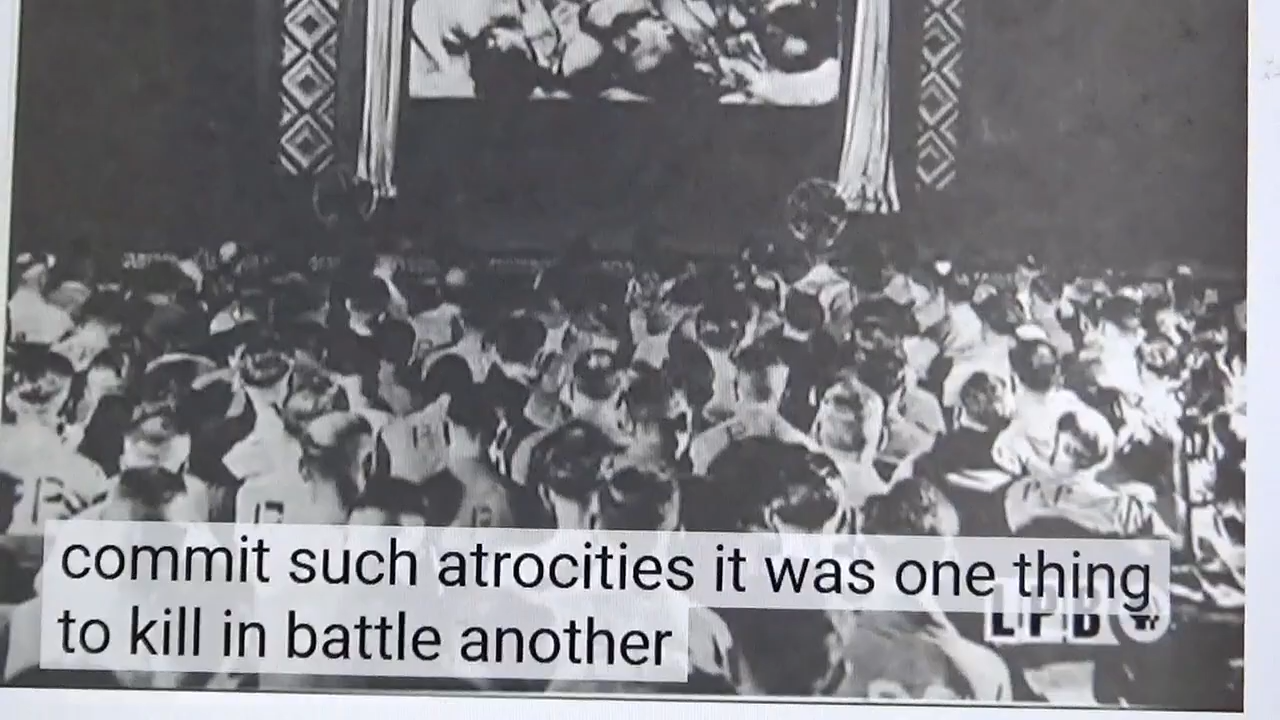 commit such atrocities it was one thing
to kill in battle another
LPB